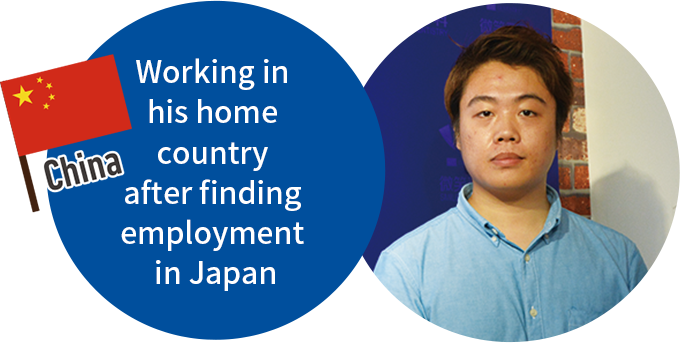 China
Working in
his home
country
after finding
employment
in Japan